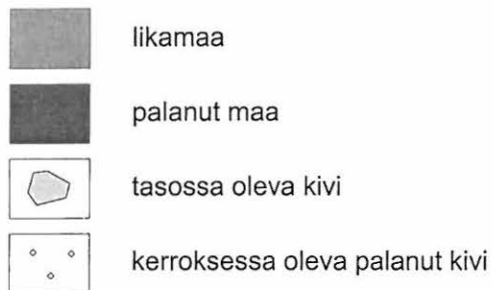 likamaa
palanut maa
tasossa oleva kivi
kerroksessa oleva palanut kivi